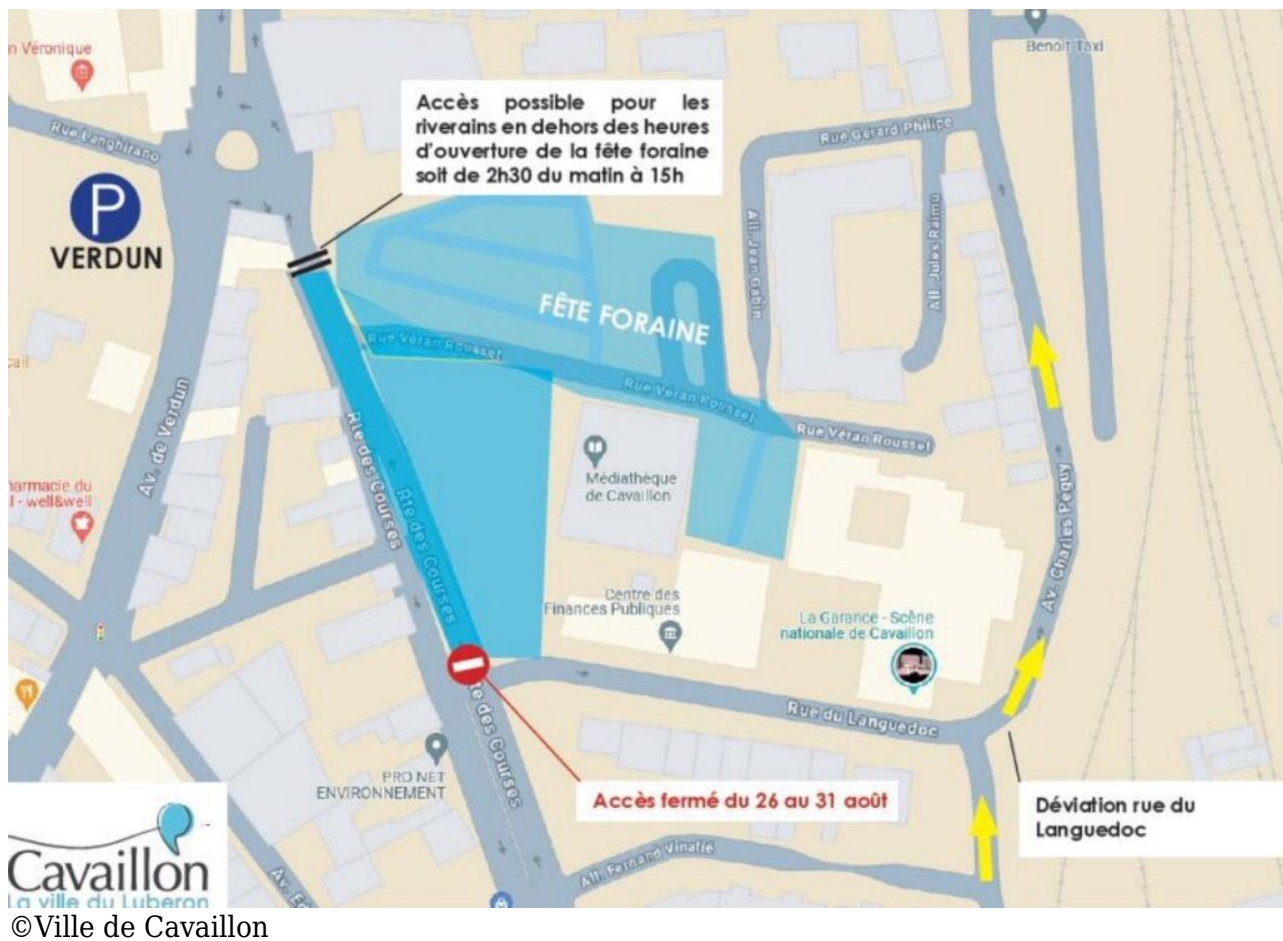 n Véronique
Benoit Taxi
Rue Langhirano
Accès possible pour les
riverains en dehors des heures
d'ouverture de la fête foraine
soit de 2h30 du matin à 15h
Rue Gérard Philipe
P
VERDUN
All. Jean Gabin
All. Jules Raimu
FÊTE FORAINE
Rue Véran Rousset
Rue Véran Rousset
Rue Véran Rousset
cail
Av. de Verdun
Rte des Courses
Rte des Courses
Médiathèque
de Cavaillon
harmacie du
l - well&well
Av. Charles Péguy
Centre des
Finances Publiques
La Garance - Scène
nationale de Cavaillon
Rue du Languedoc
te des Courses
PRO NET
ENVIRONNEMENT
Accès fermé du 26 au 31 août
Déviation rue du
Languedoc
All. Fernand Vinatié
Cavaillon
La ville du Luberon
©Ville de Cavaillon